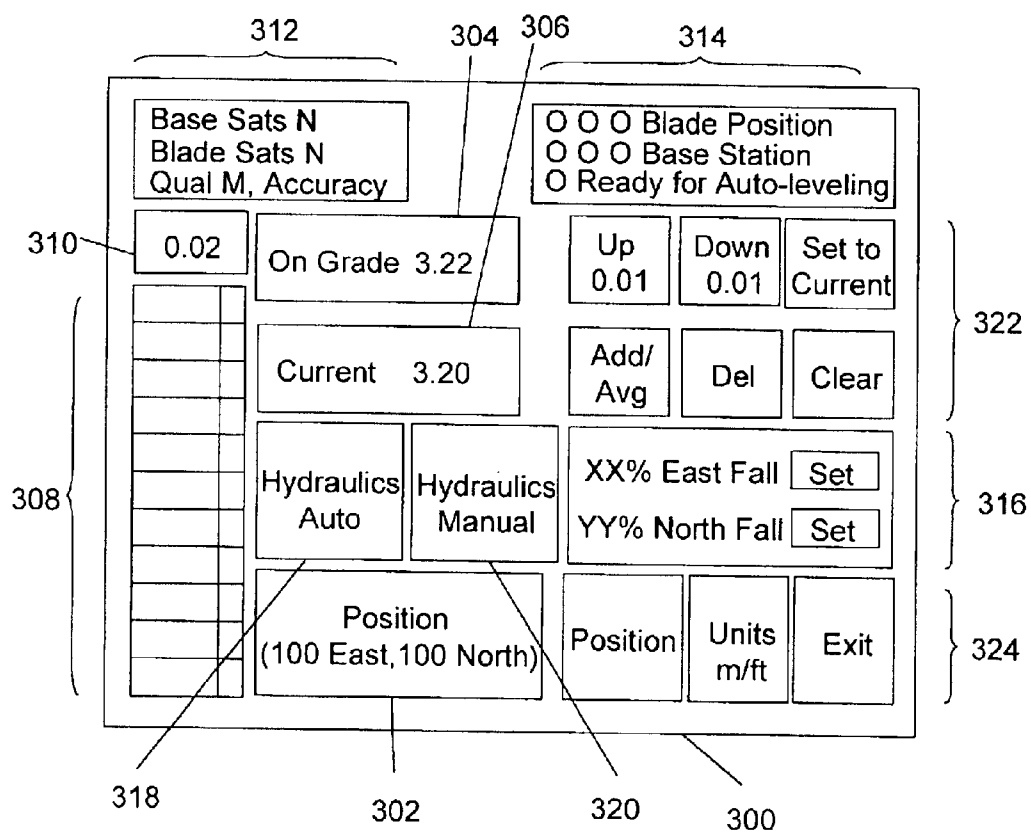 306
312
304
314
Base Sats N
Blade Sats N
Qual M, Accuracy
O O O Blade Position
O O O Base Station
O Ready for Auto-leveling
310
0.02
On Grade 3.22
Up
0.01
Down
0.01
Set to
Current
322
Current 3.20
Add/
Avg
Del
Clear
308
Hydraulics
Auto
Hydraulics
Manual
XX% East Fall Set
YY% North Fall Set
316
Position
(100 East,100 North)
Position
Units
m/ft
Exit
324
318
302
320
300